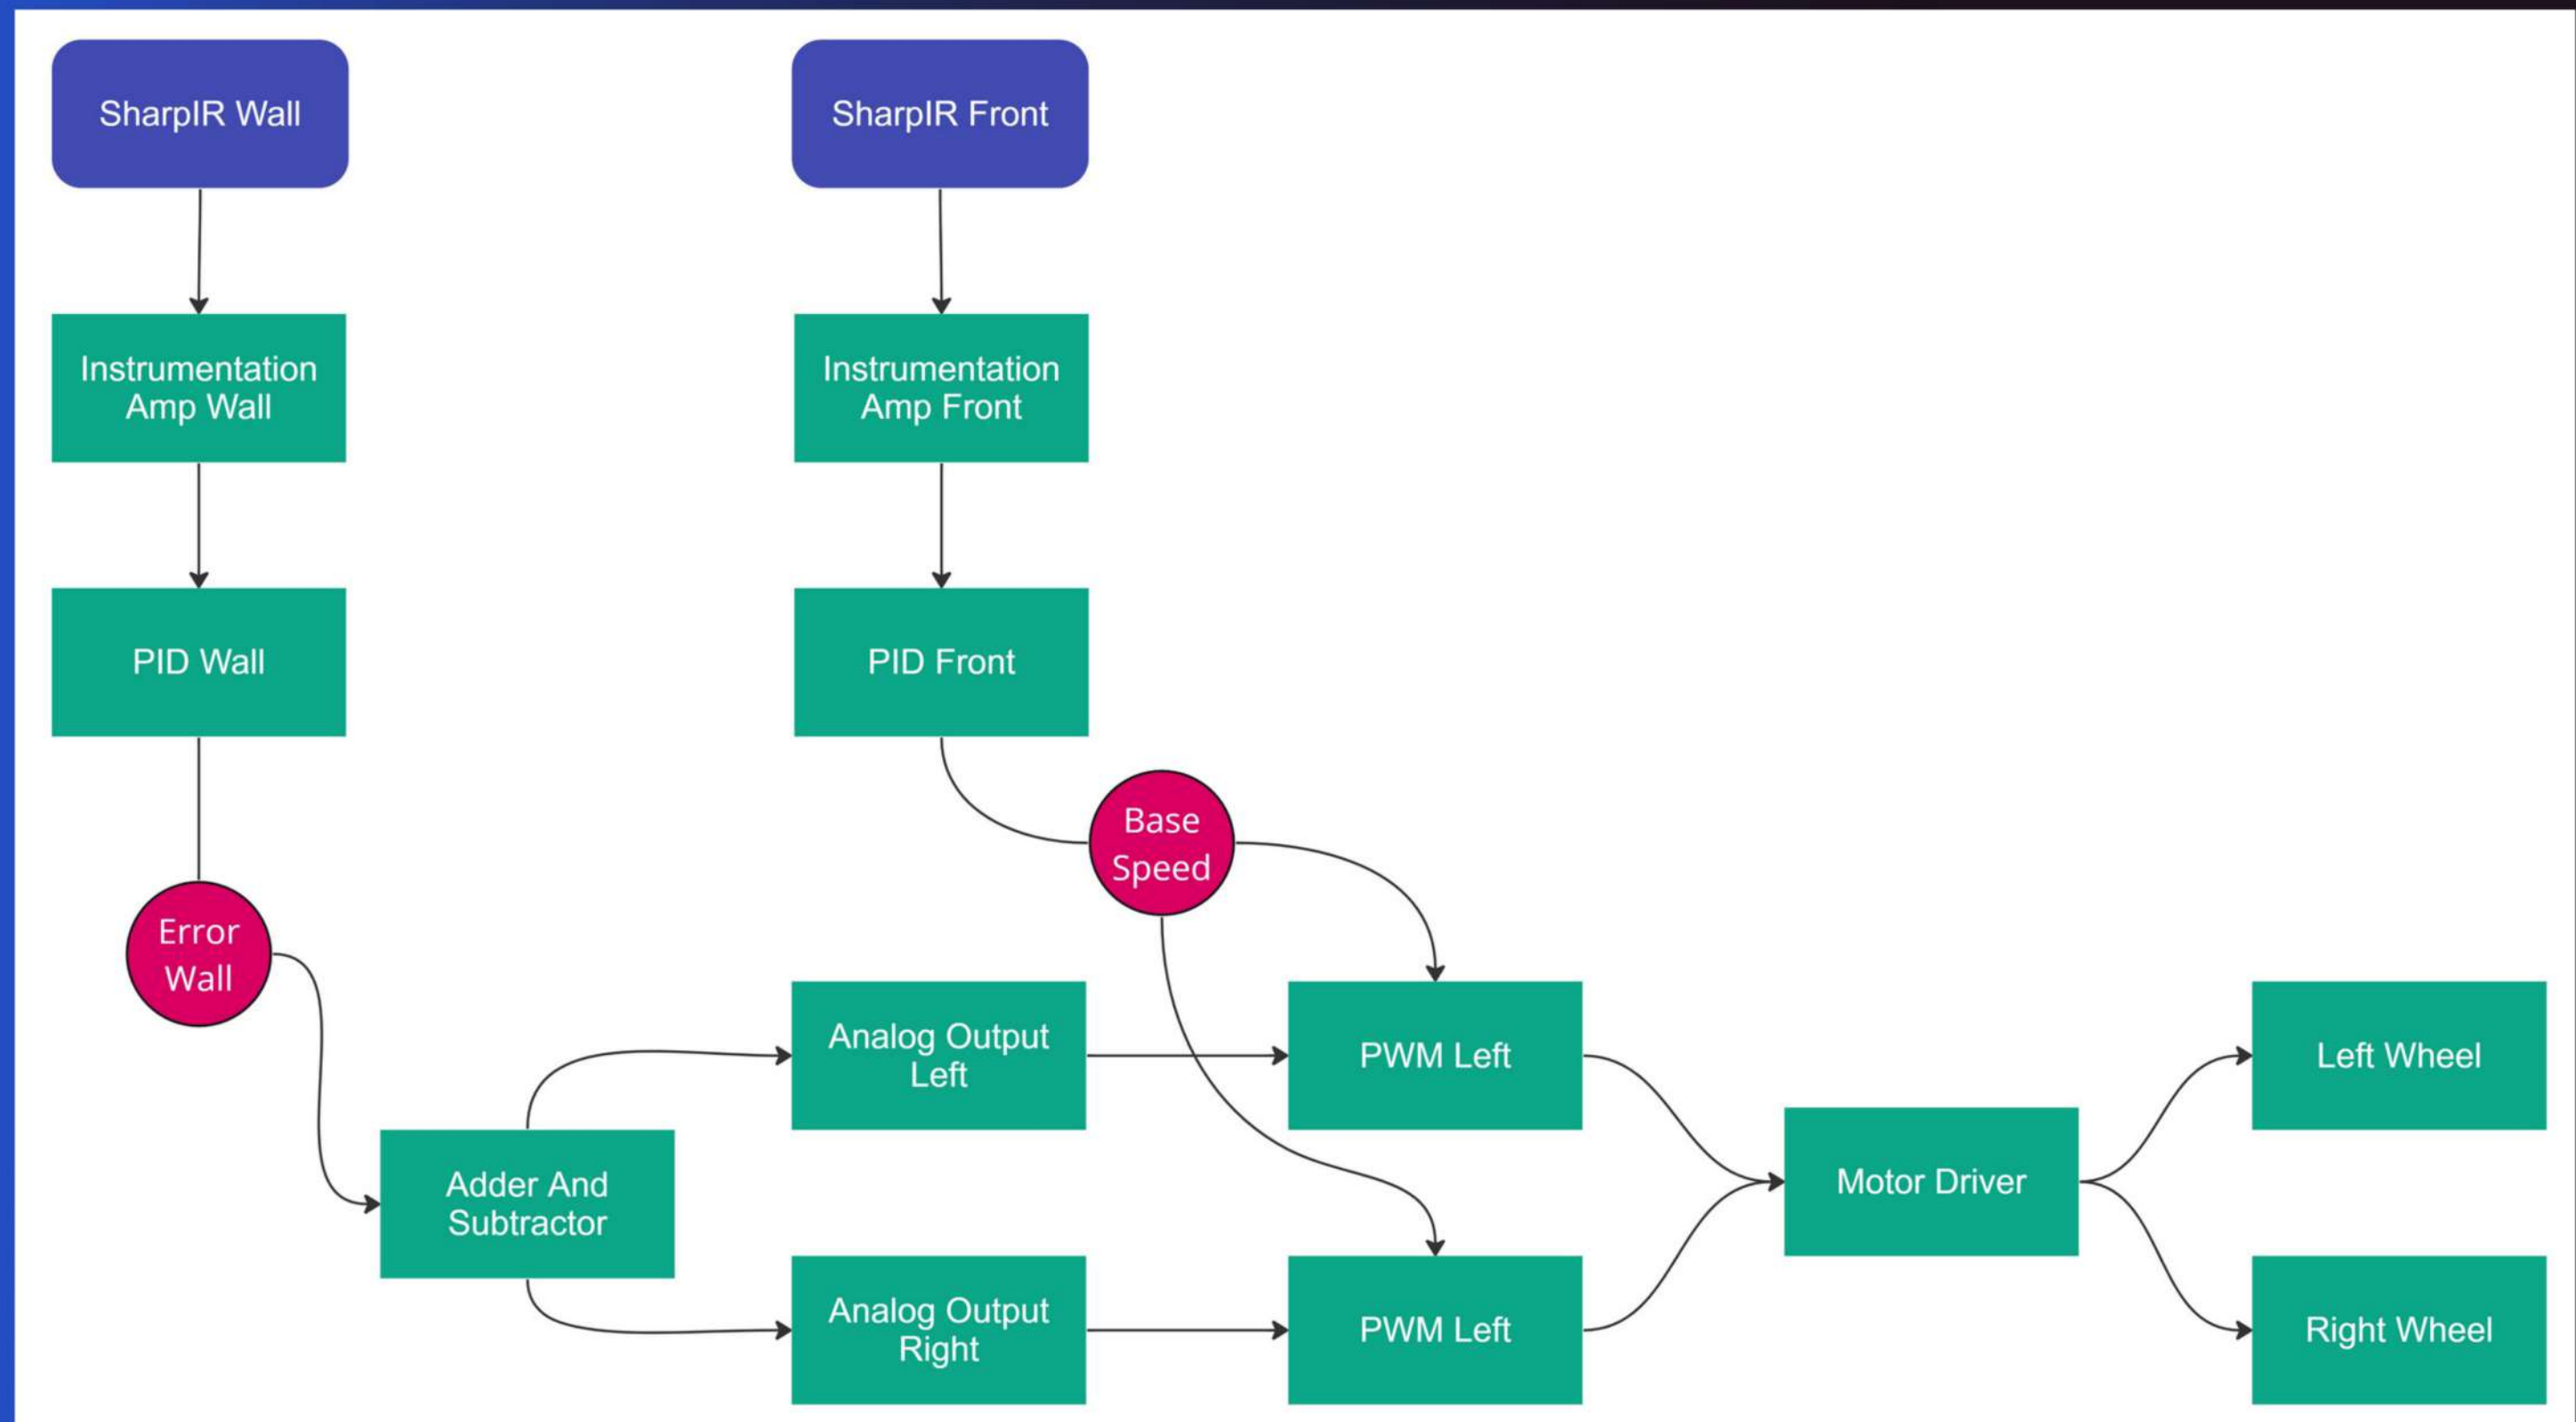 SharpIR Wall
SharpIR Front
Instrumentation
Amp Wall
Instrumentation
Amp Front
PID Wall
PID Front
Base
Speed
Error
Wall
Analog Output
Left
PWM Left
Left Wheel
Adder And
Subtractor
Motor Driver
Analog Output
Right
PWM Left
Right Wheel